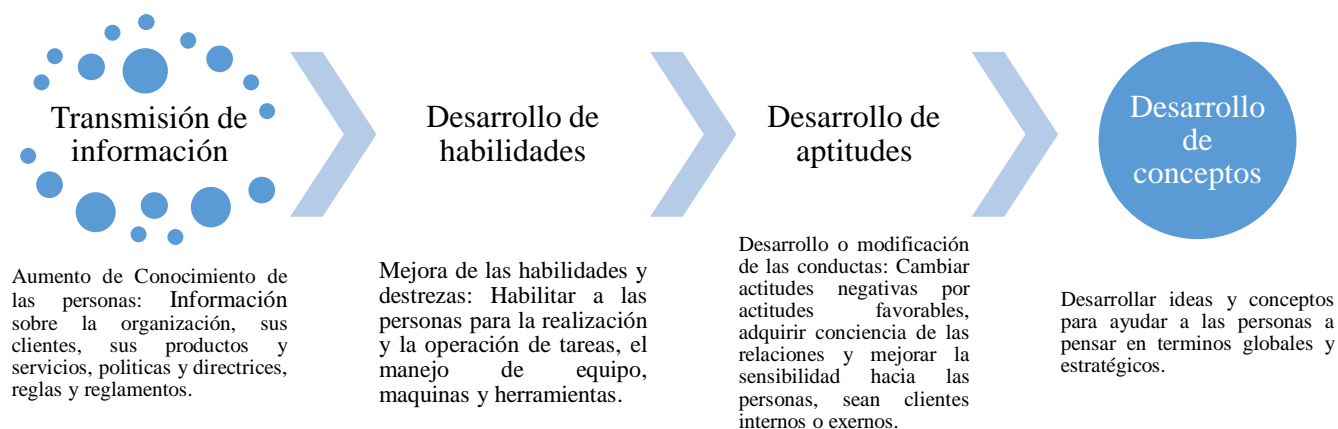 Transmisión de
información
Aumento de Conocimiento de
las personas: Información
sobre la organización, sus
clientes, sus productos y
servicios, politicas y directrices,
reglas y reglamentos.
Desarrollo de
habilidades
Mejora de las habilidades y
destrezas: Habilitar a las
personas para la realización
y la operación de tareas, el
manejo de equipo,
maquinas y herramientas.
Desarrollo de
aptitudes
Desarrollo o modificación
de las conductas: Cambiar
actitudes negativas por
actitudes favorables,
adquirir conciencia de las
relaciones y mejorar la
sensibilidad hacia las
personas, sean clientes
internos o exernos.
Desarrollo
de
conceptos
Desarrollar ideas y conceptos
para ayudar a las personas a
pensar en terminos globales y
estratégicos.